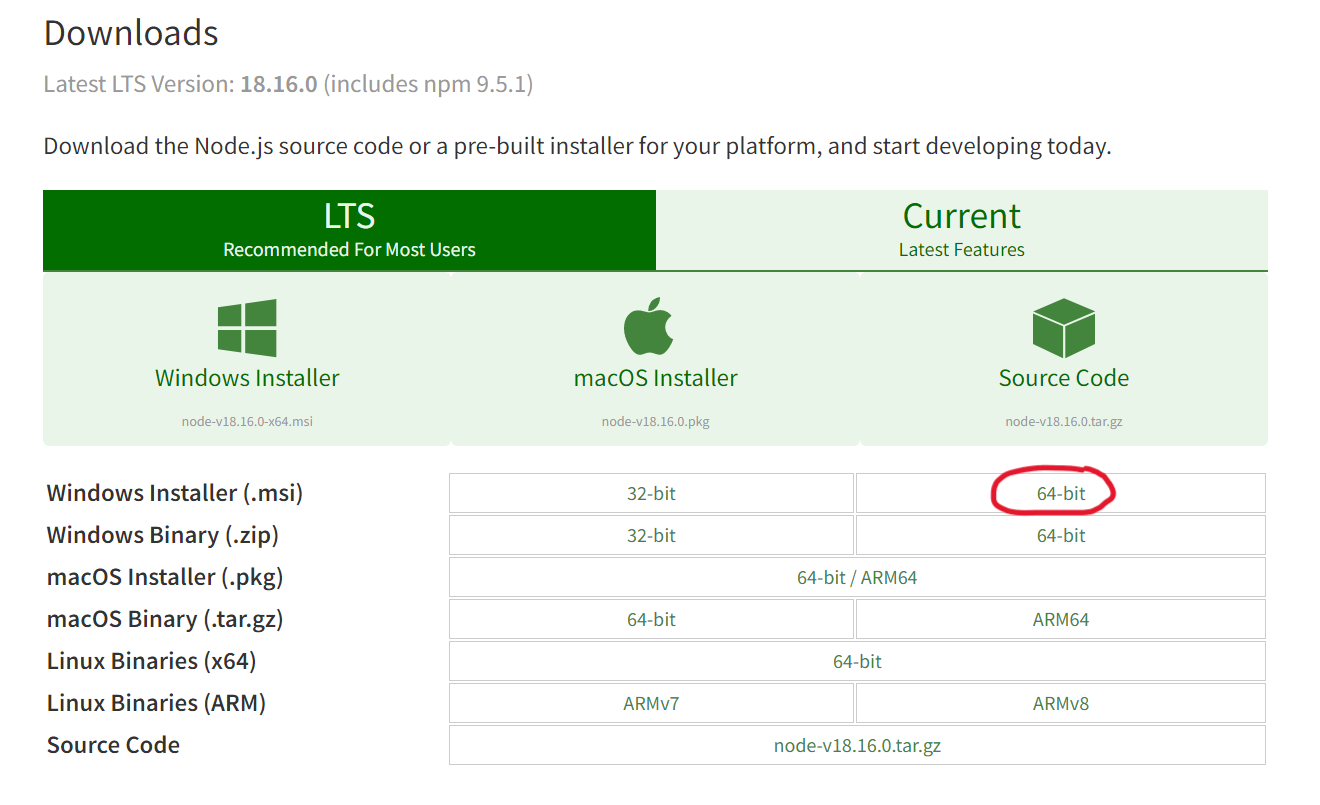 Downloads
Latest LTS Version: 18.16.0 (includes npm 9.5.1)
Download the Node.js source code or a pre-built installer for your platform, and start developing today.
LTS
Recommended For Most Users
Current
Latest Features
Windows Installer
node-v18.16.0-x64.msi
macOS Installer
node-v18.16.0.pkg
Source Code
node-v18.16.0.tar.gz
Windows Installer (.msi) 32-bit 64-bit
Windows Binary (.zip) 32-bit 64-bit
macOS Installer (.pkg) 64-bit / ARM64
macOS Binary (.tar.gz) 64-bit ARM64
Linux Binaries (x64) 64-bit
Linux Binaries (ARM) ARMv7 ARMv8
Source Code node-v18.16.0.tar.gz